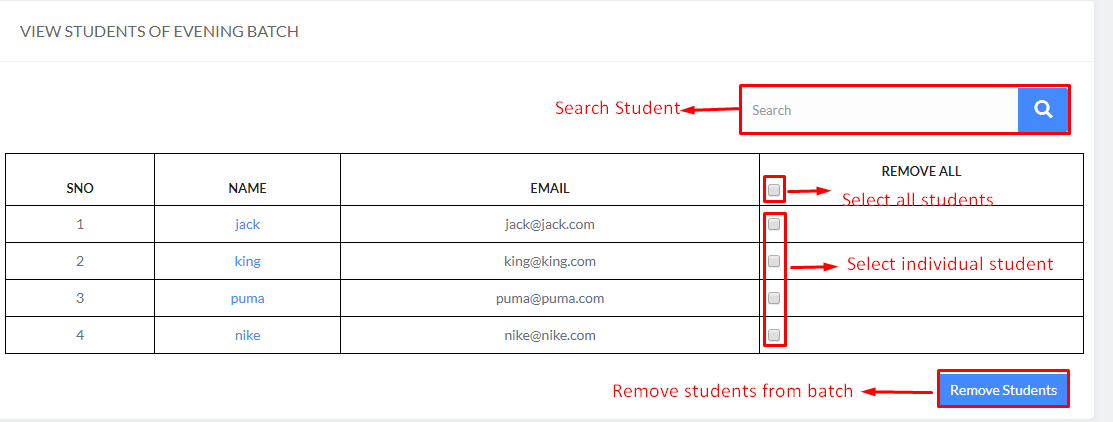 VIEW STUDENTS OF EVENING BATCH
Search Student Search
SNO NAME EMAIL REMOVE ALL
Select all students
1 jack jack@jack.com
2 king king@king.com Select individual student
3 puma puma@puma.com
4 nike nike@nike.com
Remove students from batch Remove Students